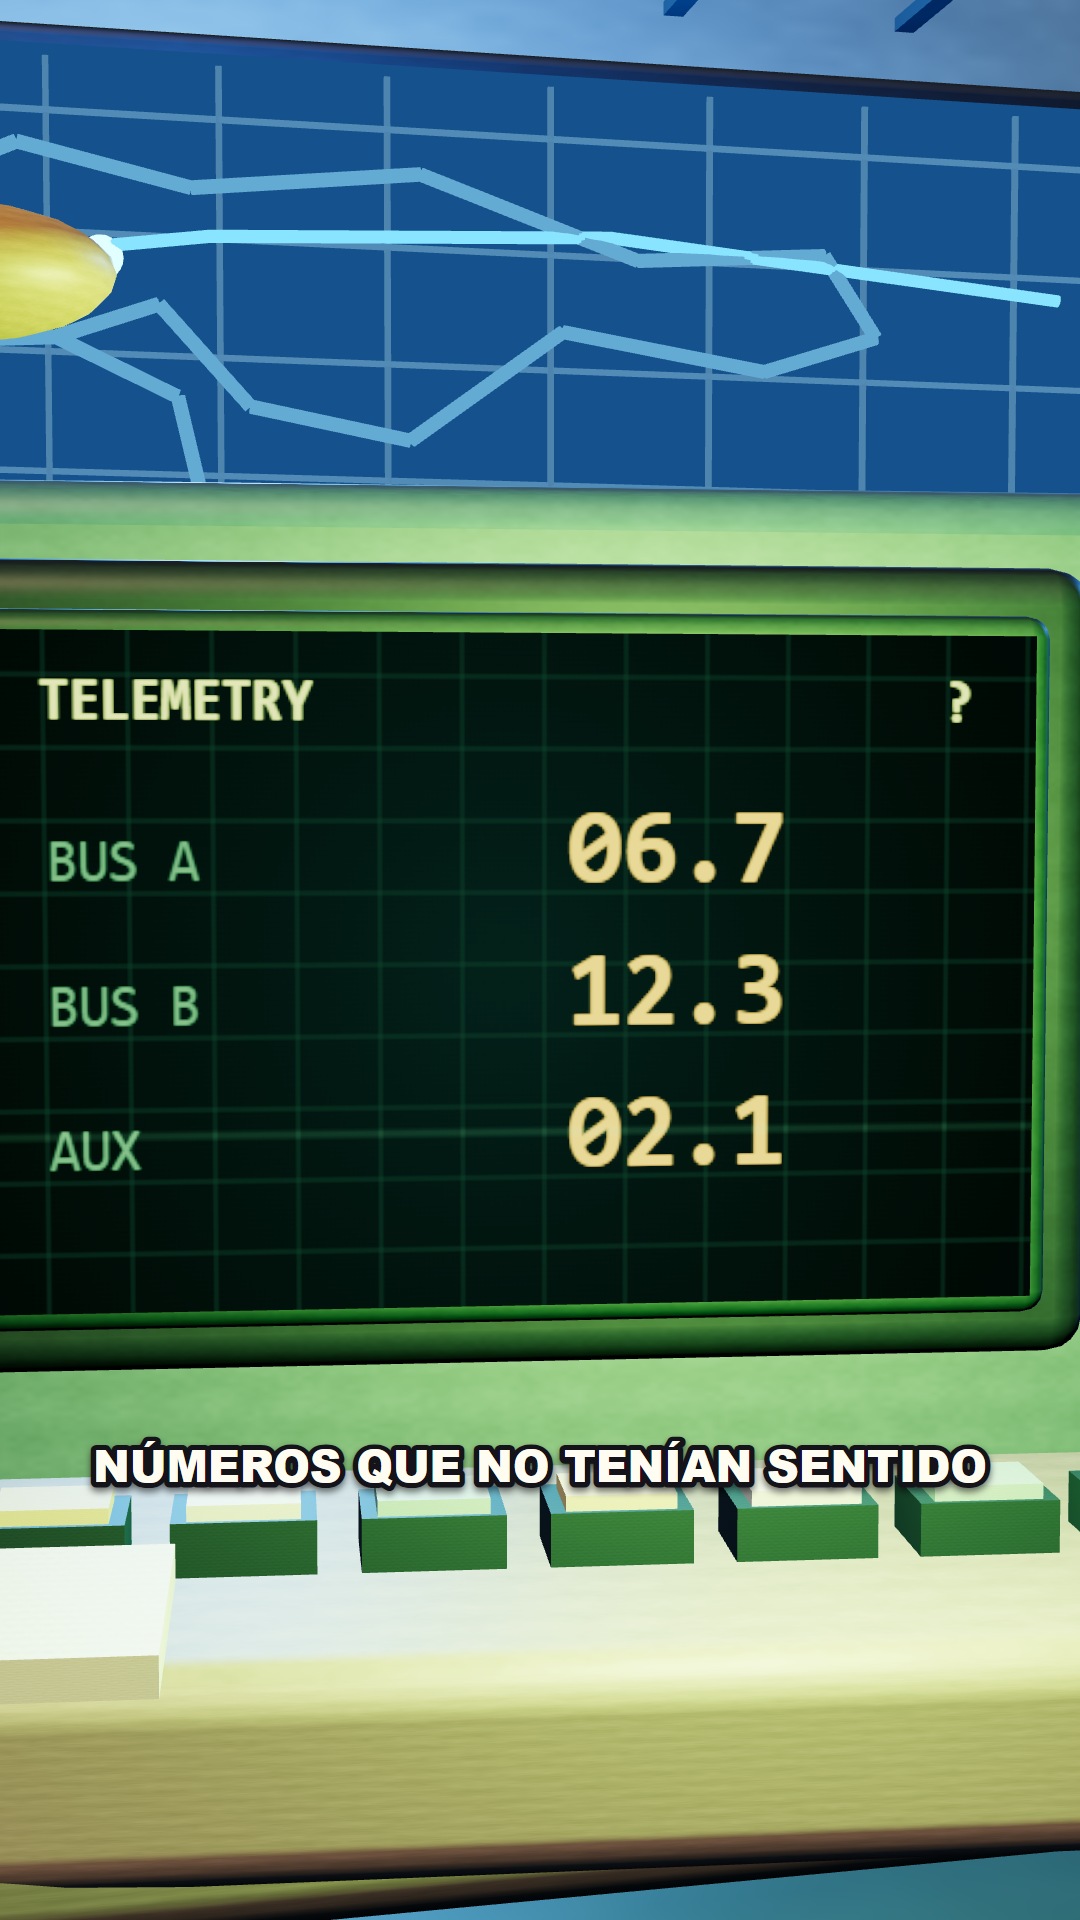 TELEMETRY ?
BUS A 06.7
BUS B 12.3
AUX 02.1
NÚMEROS QUE NO TENÍAN SENTIDO